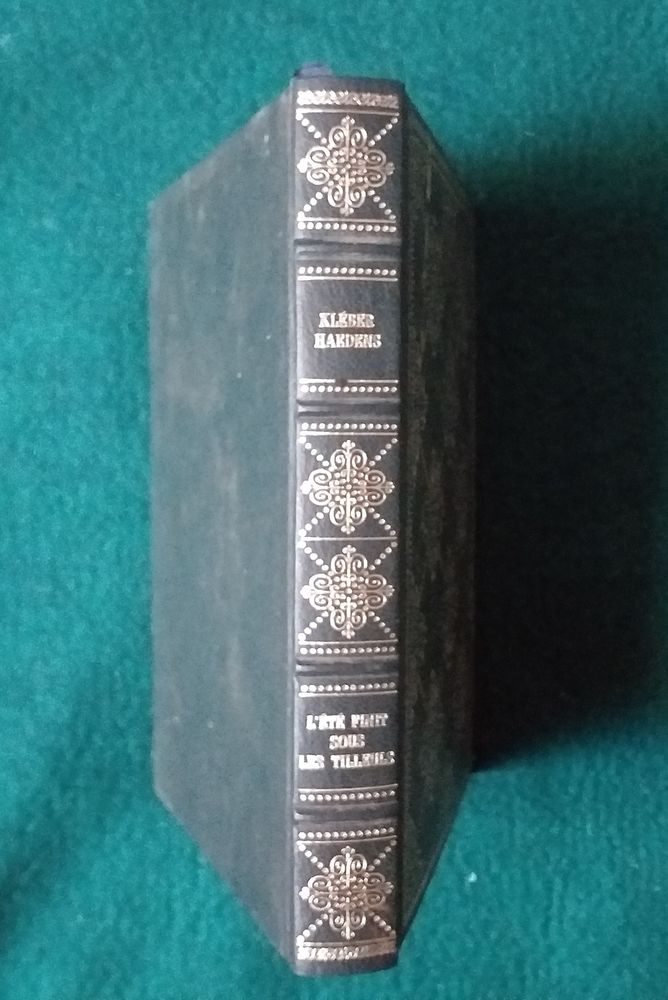 KLÉBER
HAEDENS
L'ÉTÉ FINIT
SOUS
LES TILLEULS